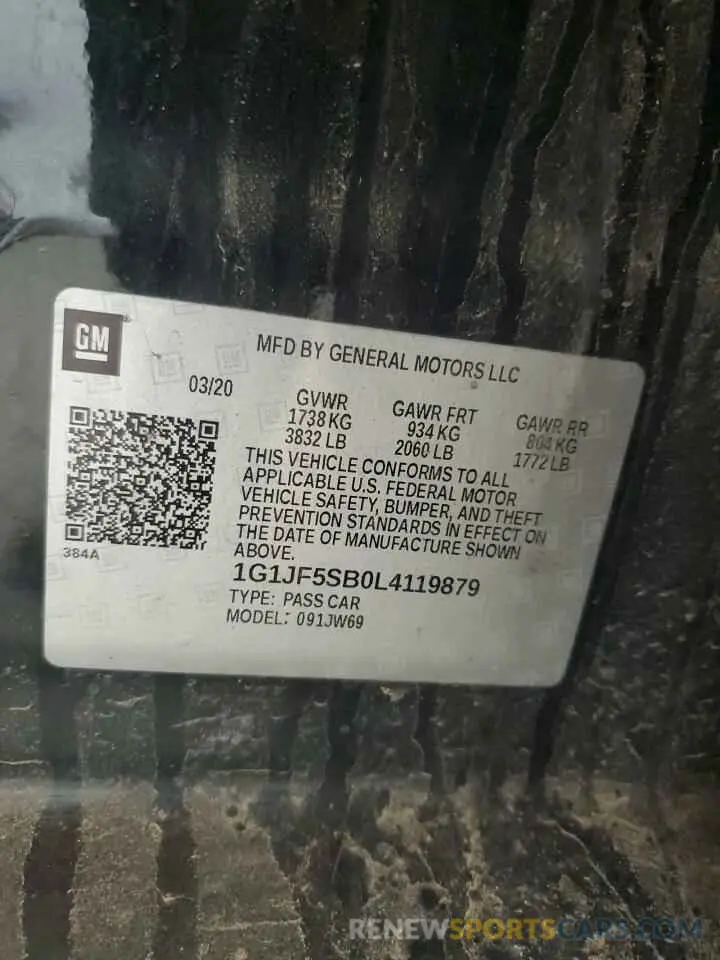 GM
MFD BY GENERAL MOTORS LLC
03/20
GVWR
1738 KG
3832 LB
GAWR FRT
934 KG
2060 LB
GAWR RR
804 KG
1772 LB
THIS VEHICLE CONFORMS TO ALL
APPLICABLE U.S. FEDERAL MOTOR
VEHICLE SAFETY, BUMPER, AND THEFT
PREVENTION STANDARDS IN EFFECT ON
THE DATE OF MANUFACTURE SHOWN
ABOVE.
384A
1G1JF5SB0L4119879
TYPE: PASS CAR
MODEL: 091JW69
RENEWSPORTSCARS.COM